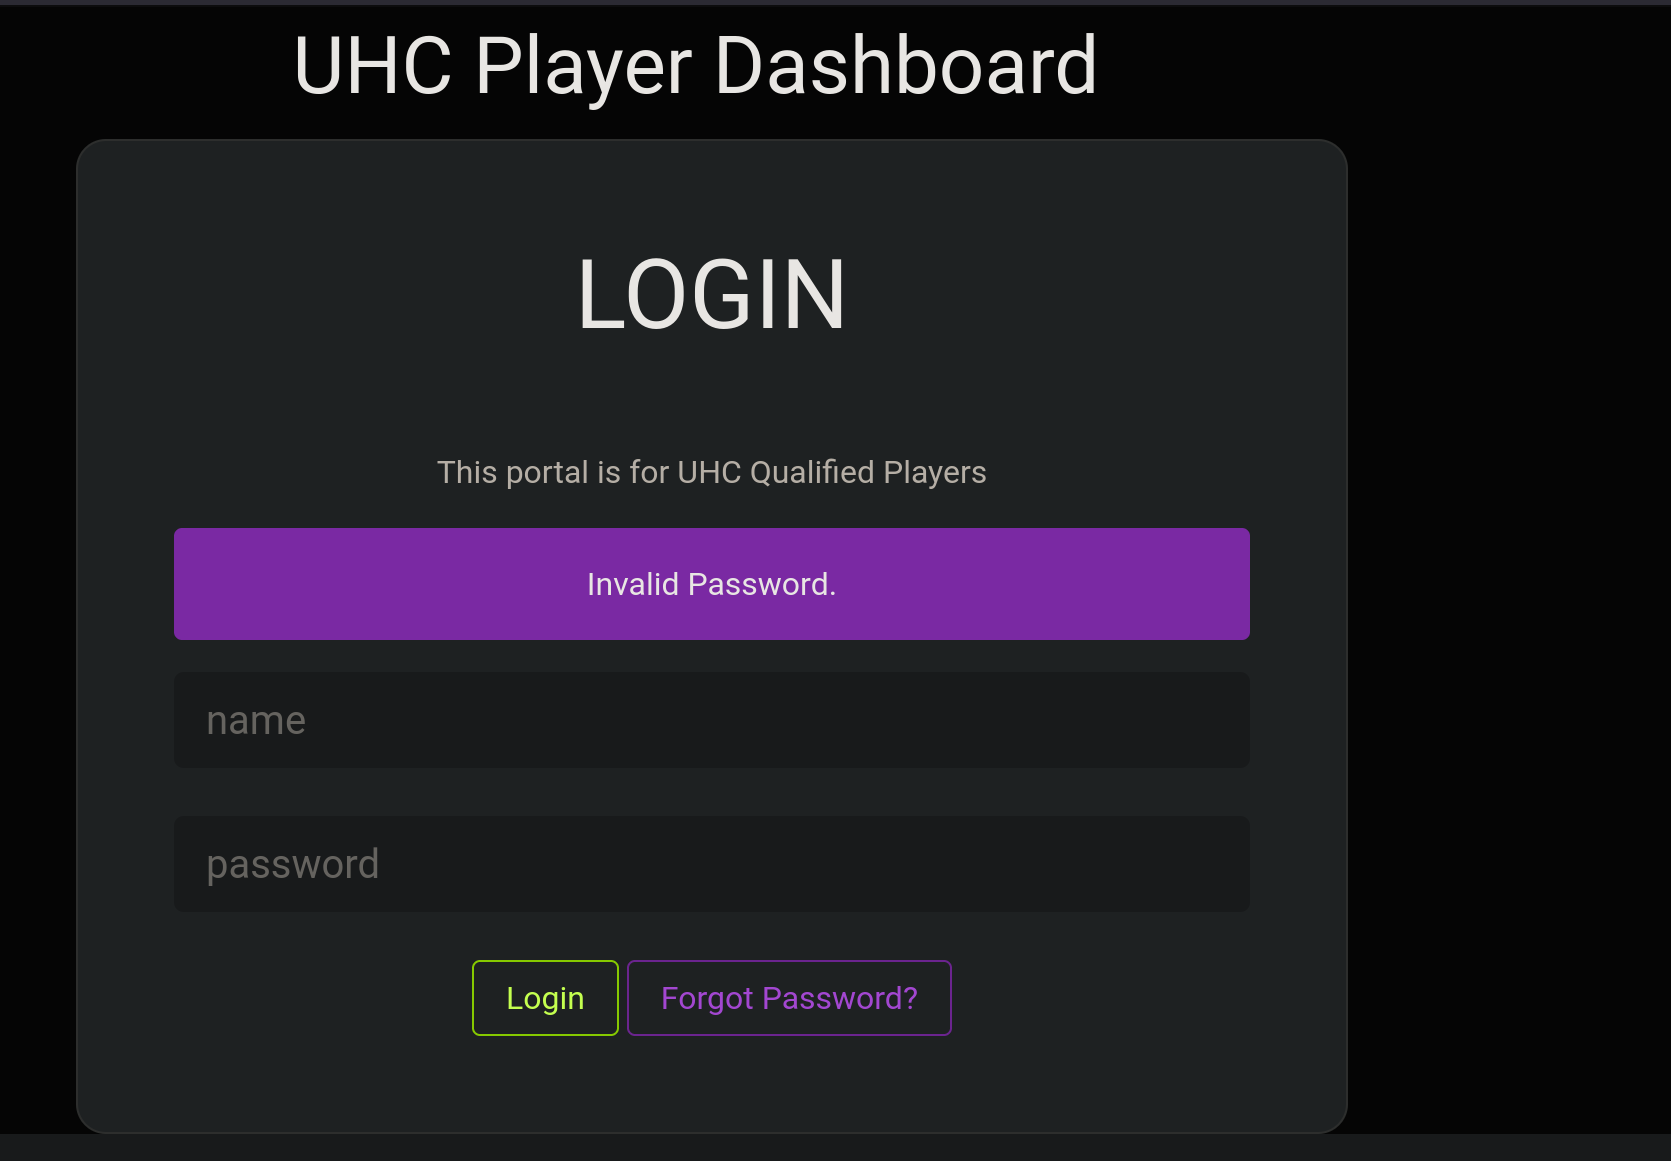 UHC Player Dashboard
LOGIN
This portal is for UHC Qualified Players
Invalid Password.
name
password
Login
Forgot Password?